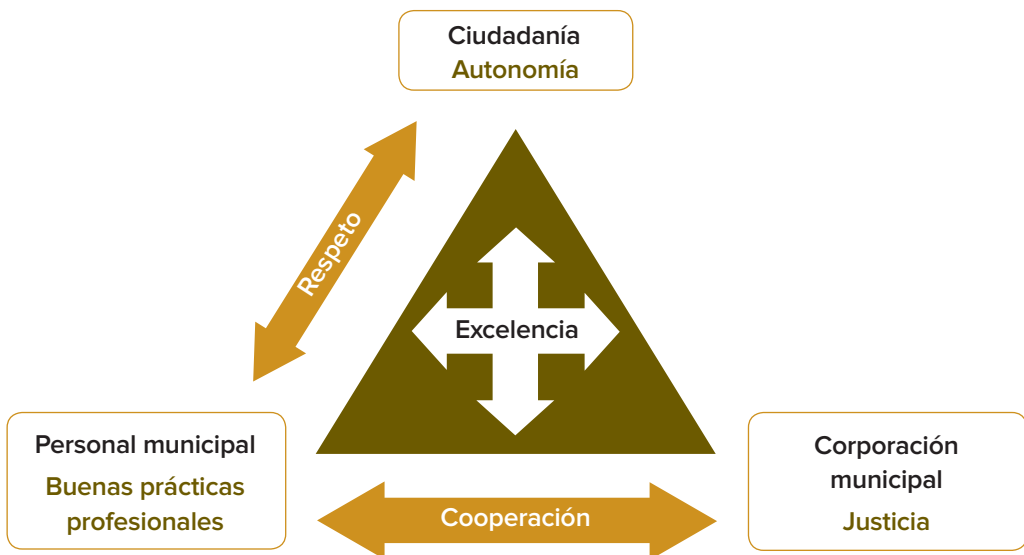 Ciudadanía
Autonomía
Respeto
Excelencia
Personal municipal
Buenas prácticas
profesionales
Cooperación
Corporación
municipal
Justicia